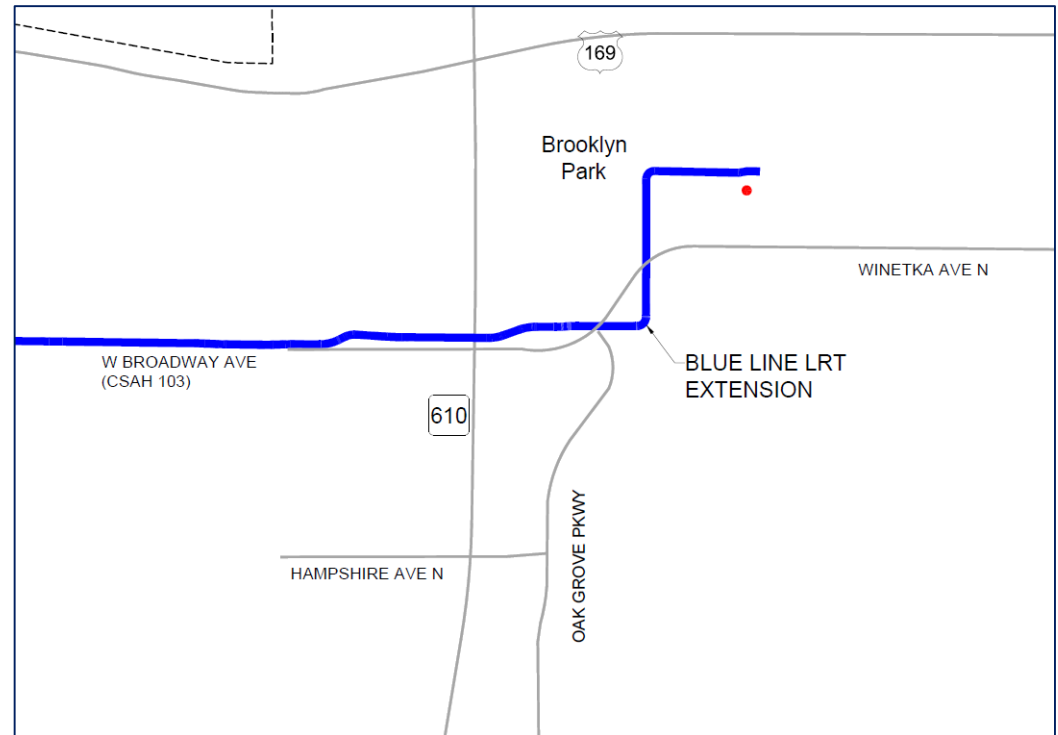 169
Brooklyn
Park
WINETKA AVE N
W BROADWAY AVE
(CSAH 103)
BLUE LINE LRT
EXTENSION
610
OAK GROVE PKWY
HAMPSHIRE AVE N